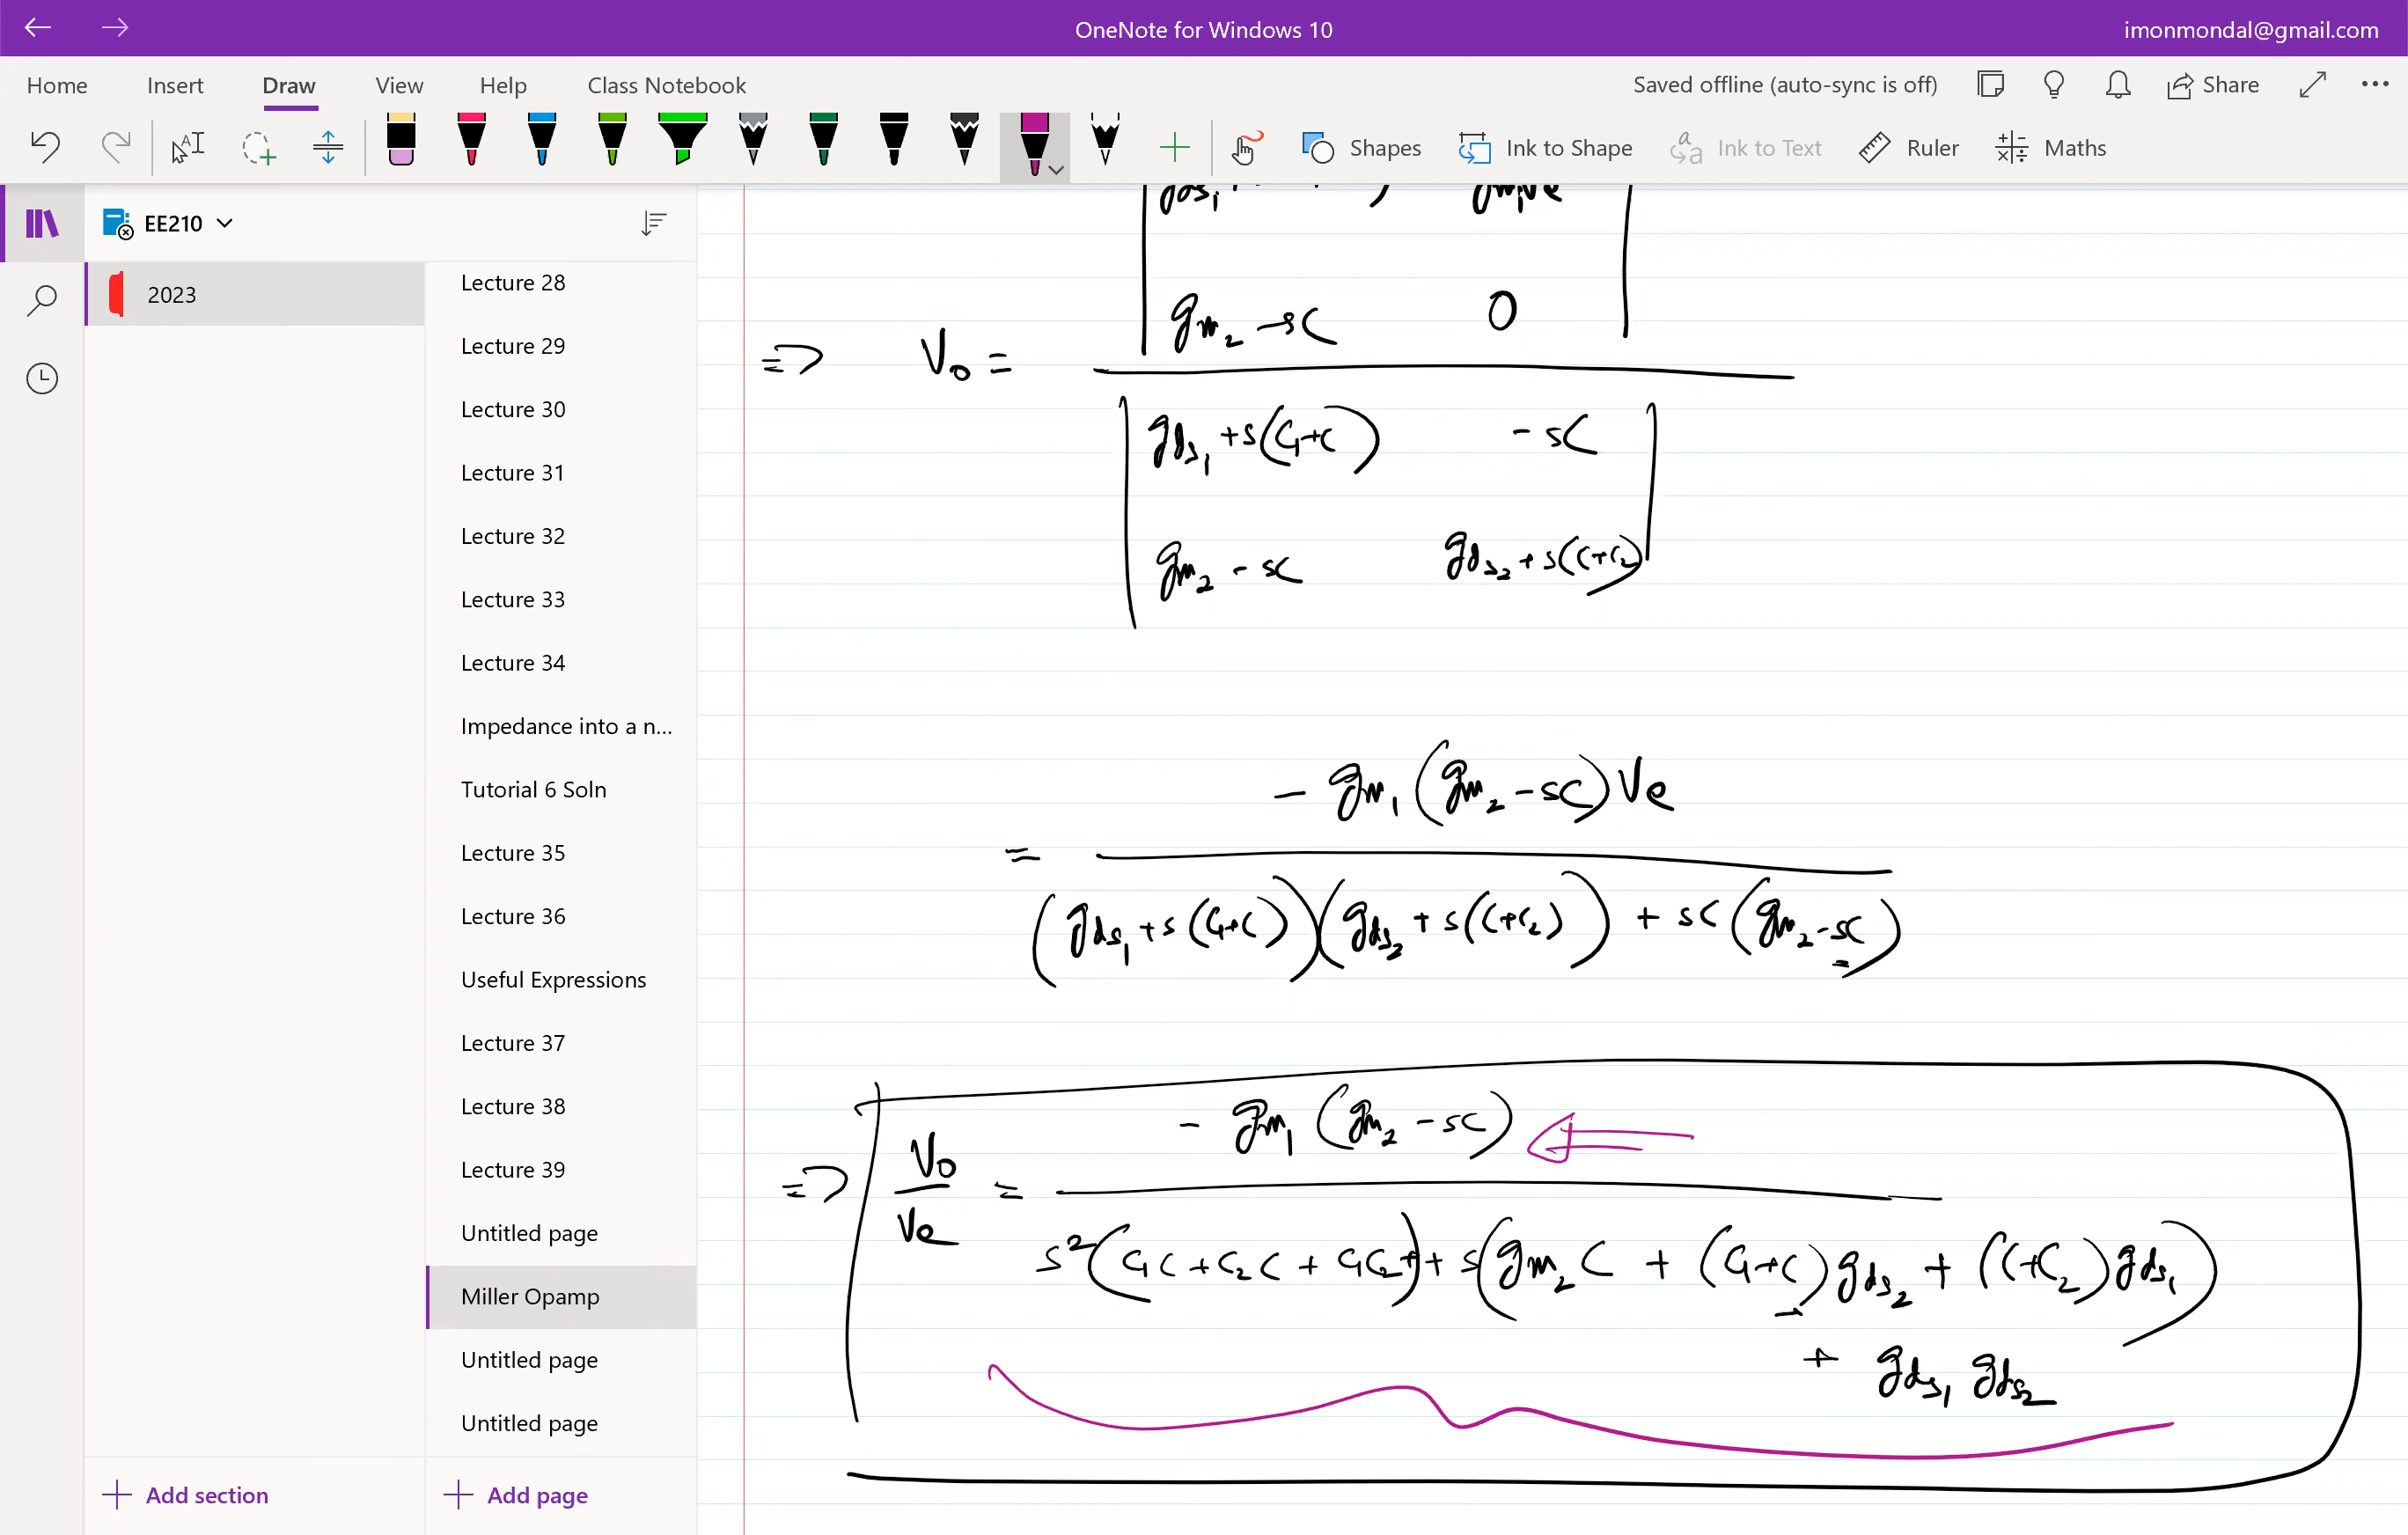 OneNote for Windows 10
imonmondal@gmail.com
Home Insert Draw View Help Class Notebook
Saved offline (auto-sync is off) Share
Shapes Ink to Shape Ink to Text Ruler Maths
EE210
2023
Lecture 28
Lecture 29
Lecture 30
Lecture 31
Lecture 32
Lecture 33
Lecture 34
Impedance into a n...
Tutorial 6 Soln
Lecture 35
Lecture 36
Useful Expressions
Lecture 37
Lecture 38
Lecture 39
Untitled page
Miller Opamp
Untitled page
Untitled page
Add section
Add page
gm₁Ve
gm₂ - sC 0
=> V₀ =
gds₁ + s(C₁+C) - sC
gm₂ - sC gds₂ + s(C+C₂)
- gm₁ (gm₂ - sC) Ve
=
(gds₁ + s(C₁+C)) (gds₂ + s(C+C₂)) + sC (gm₂ - sC)
- gm₁ (gm₂ - sC)
=> V₀ / Ve =
s² (C₁C + C₂C + C₁C₂) + s(gm₂C + (C₁+C) gds₂ + (C+C₂) gds₁)
+ gds₁ gds₂